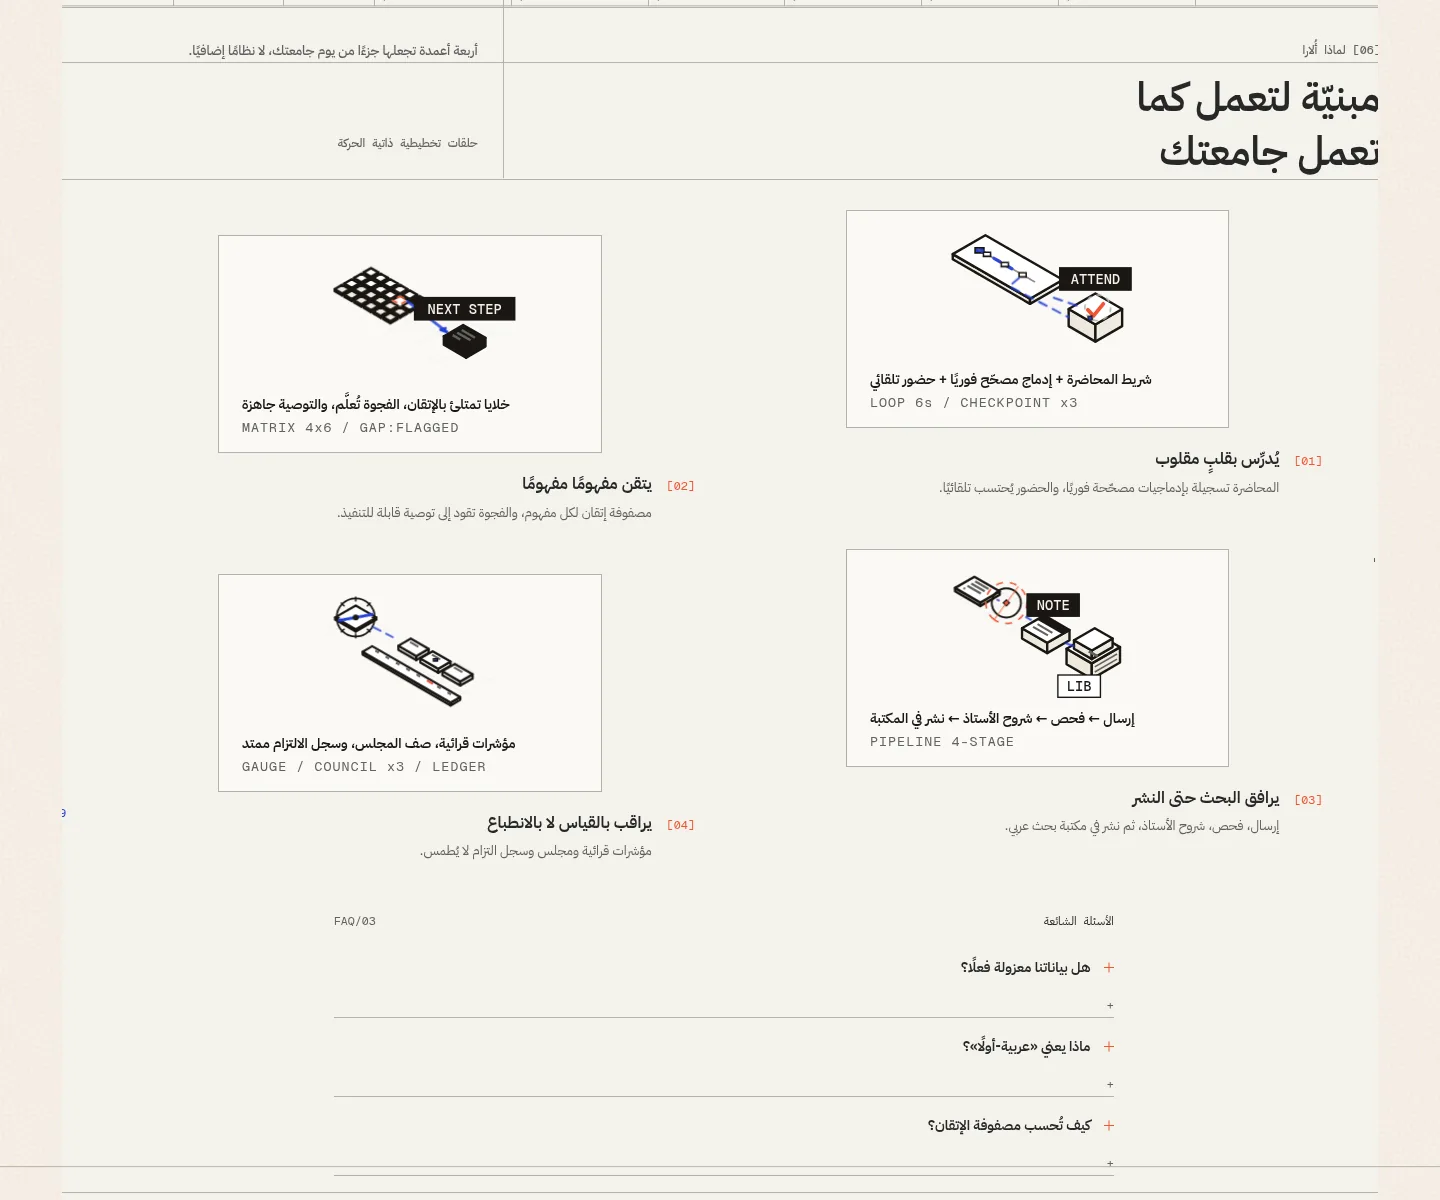 [06] لماذا ألارا
أربعة أعمدة تجعلها جزءًا من يوم جامعتك، لا نظامًا إضافيًا.
مبنيّة لتعمل كما
تعمل جامعتك
حلقات تخطيطية ذاتية الحركة
ATTEND
شريط المحاضرة + إدماج مصحّح فوريًا + حضور تلقائي
LOOP 6s / CHECKPOINT x3
[01] يُدرِّس بقلبٍ مقلوب
المحاضرة تسجيلة بإدماجيات مصحّحة فوريًا، والحضور يُحتسب تلقائيًا.
NEXT STEP
خلايا تمتلئ بالإتقان، الفجوة تُعلَّم، والتوصية جاهزة
MATRIX 4x6 / GAP:FLAGGED
[02] يتقن مفهومًا مفهومًا
مصفوفة إتقان لكل مفهوم، والفجوة تقود إلى توصية قابلة للتنفيذ.
NOTE
LIB
إرسال ← فحص ← شروح الأستاذ ← نشر في المكتبة
PIPELINE 4-STAGE
[03] يرافق البحث حتى النشر
إرسال، فحص، شروح الأستاذ، ثم نشر في مكتبة بحث عربي.
مؤشرات قرائية، صف المجلس، وسجل الالتزام ممتد
GAUGE / COUNCIL x3 / LEDGER
[04] يراقب بالقياس لا بالانطباع
مؤشرات قرائية ومجلس وسجل التزام لا يُطمس.
الأسئلة الشائعة
FAQ/03
+ هل بياناتنا معزولة فعلًا؟
+
+ ماذا يعني «عربية-أولًا»؟
+
+ كيف تُحسب مصفوفة الإتقان؟
+